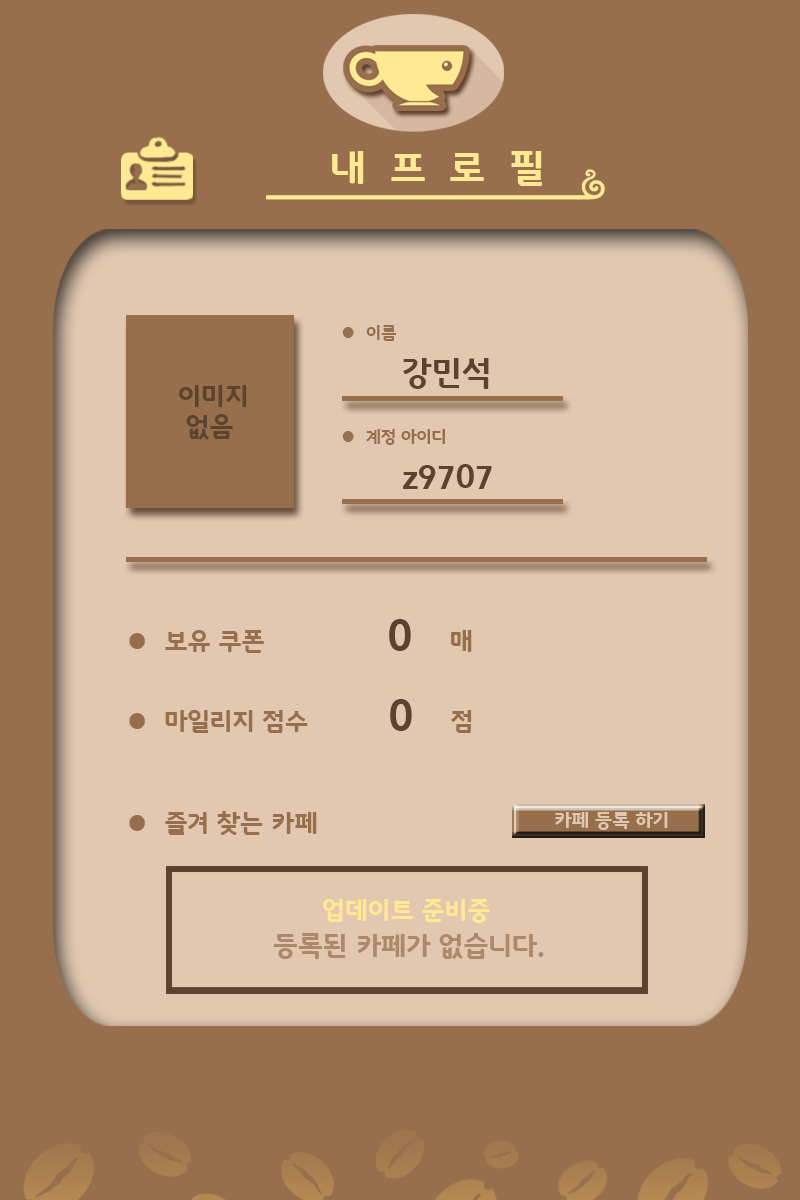 내 프 로 필
이미지
없음
이름
강민석
계정 아이디
z9707
보유 쿠폰 0 매
마일리지 점수 0 점
즐겨 찾는 카페
카페 등록 하기
업데이트 준비중
등록된 카페가 없습니다.